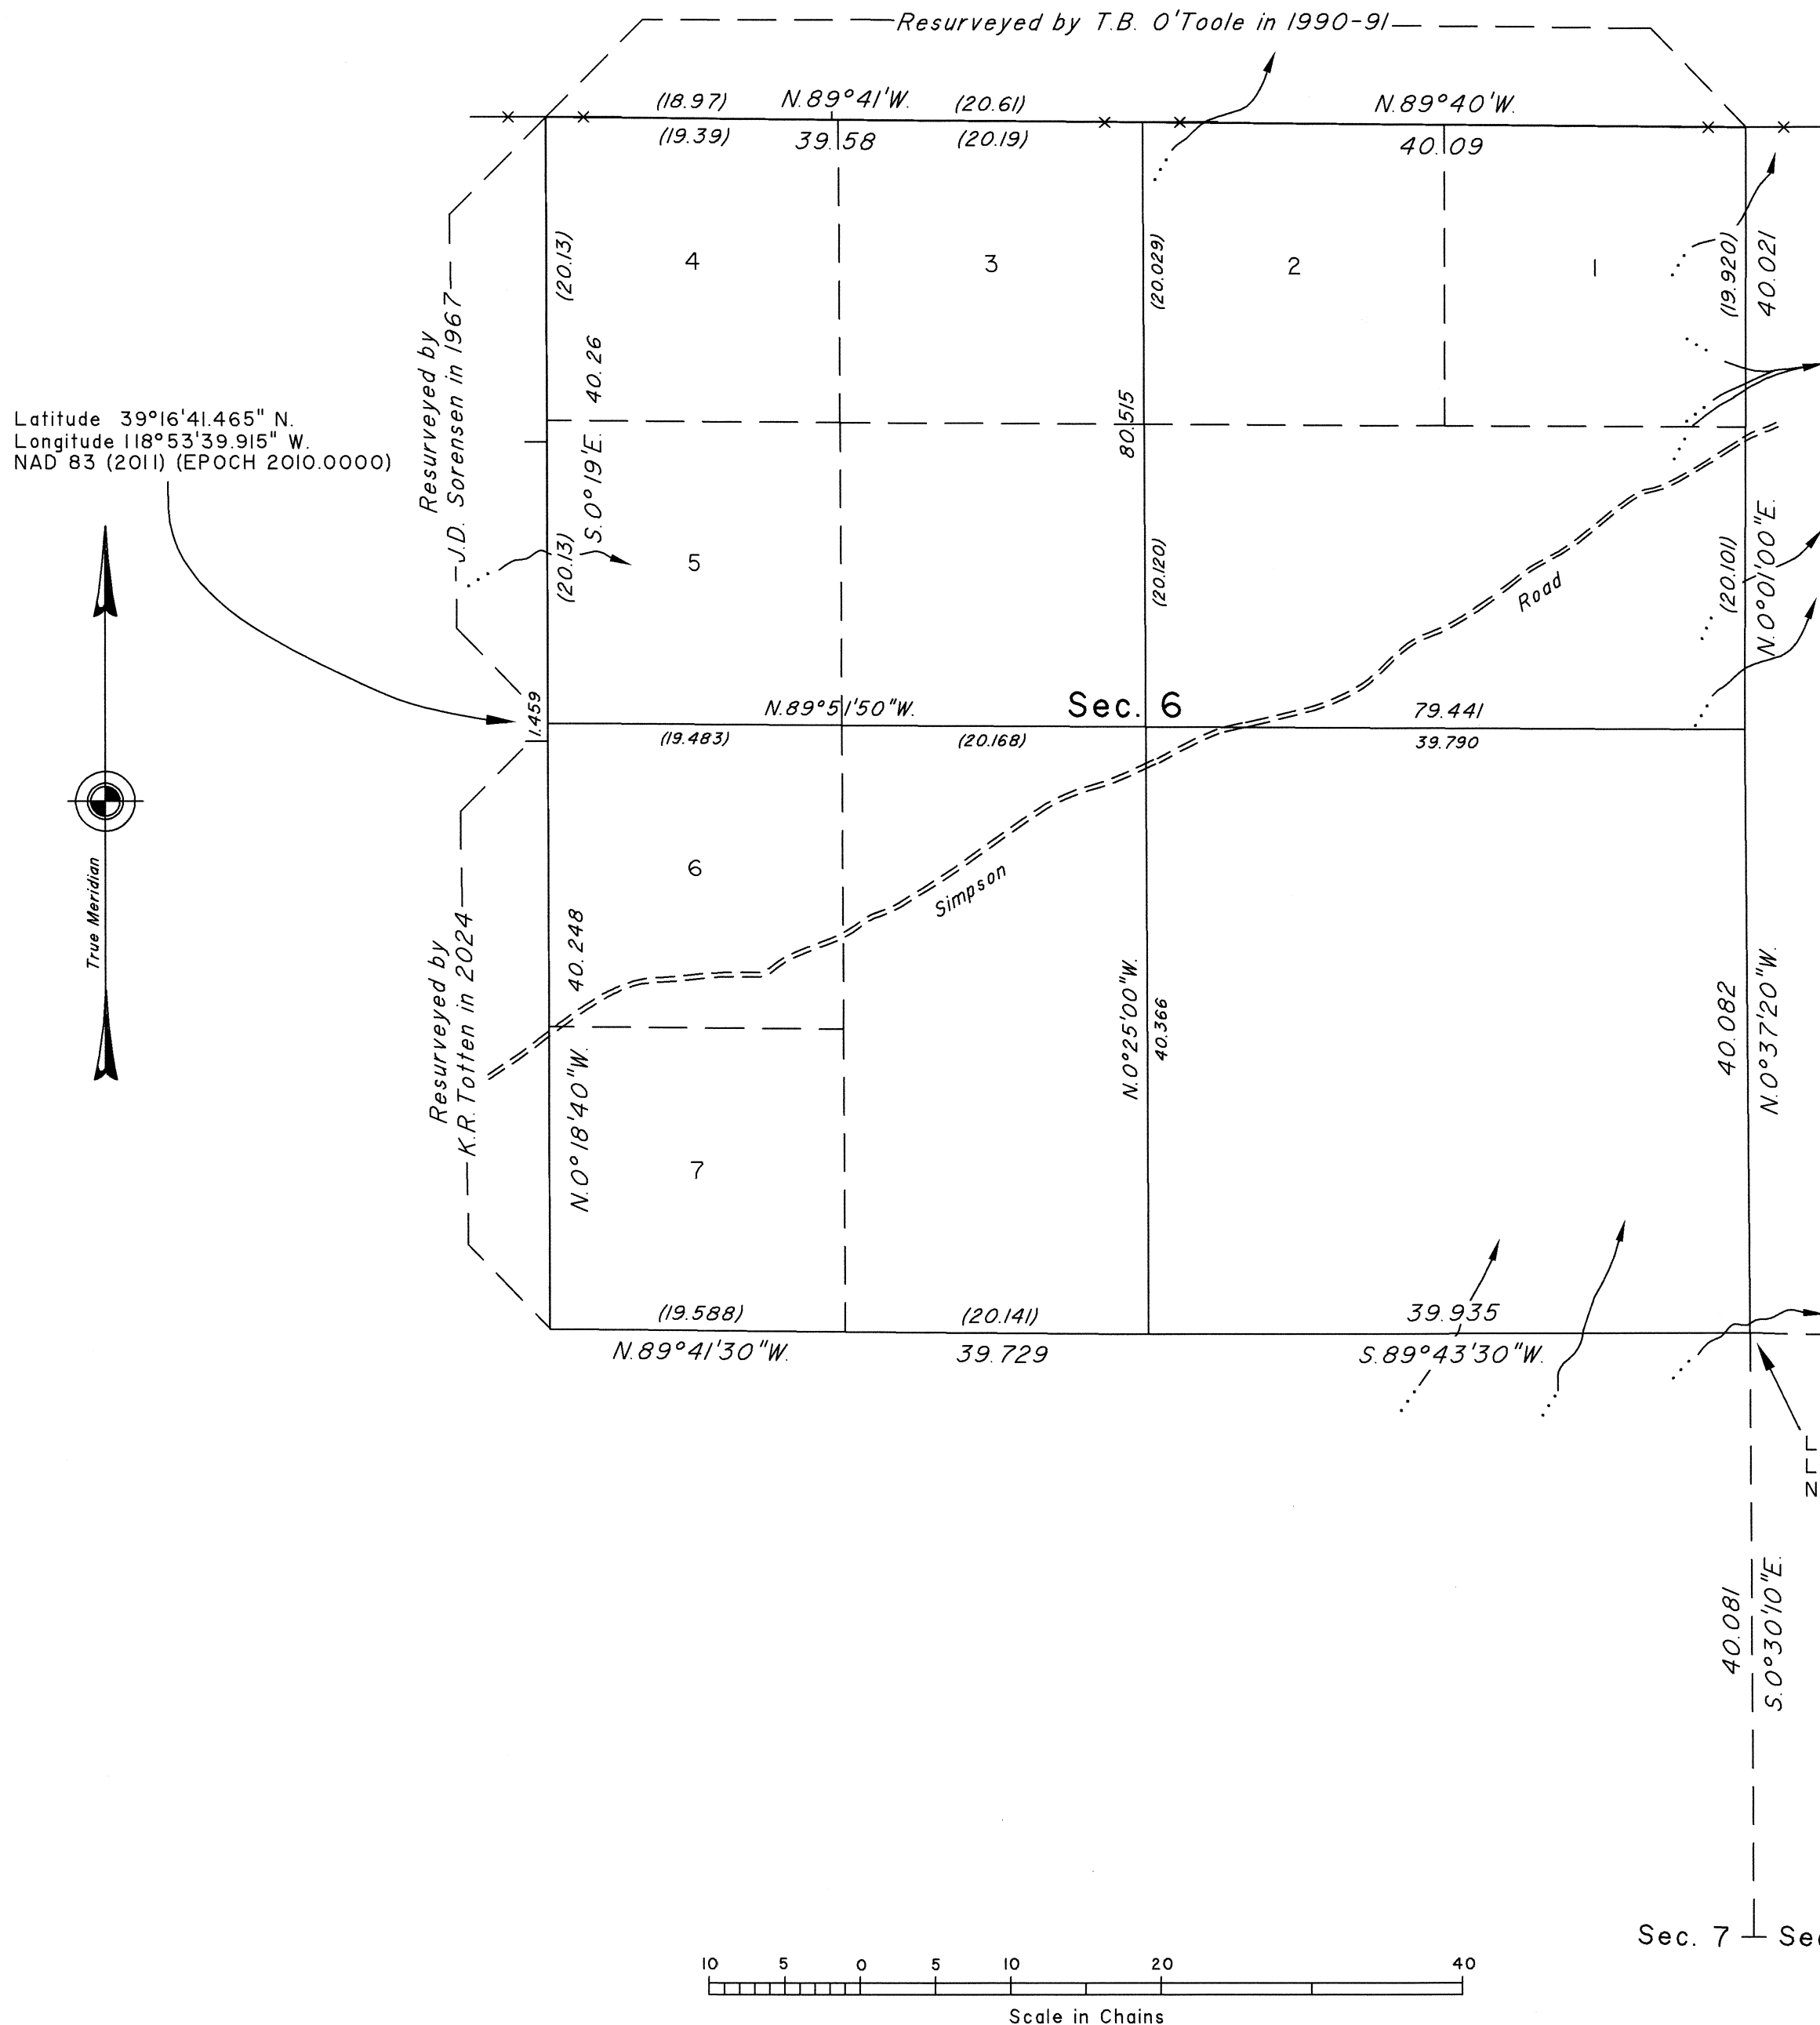 Resurveyed by T.B. O'Toole in 1990-91
(18.97) N.89°41'W. (20.61) N.89°40'W.
(19.39) 39.58 (20.19) 40.109
4 3 2 1
(20.13)
(20.029)
(19.920)
40.021
Resurveyed by
J.D. Sorensen in 1967
40.26
S.0°19'E.
80.515
Latitude 39°16'41.465" N.
Longitude 118°53'39.915" W.
NAD 83 (2011) (EPOCH 2010.0000)
(20.13)
5
(20.120)
Road
(20.101)
N.0°01'00"E.
1.459
N.89°51'50"W. Sec. 6 79.441
(19.483) (20.168) 39.790
True Meridian
6
Simpson
Resurveyed by
K.R. Totten in 2024
40.248
N.0°18'40"W.
N.0°25'00"W.
40.366
40.082
N.0°37'20"W.
7
(19.588) (20.141) 39.935
N.89°41'30"W. 39.729 S.89°43'30"W.
L
L
N
40.081
S.0°30'10"E.
Sec. 7 Sec
10 5 0 5 10 20 40
Scale in Chains